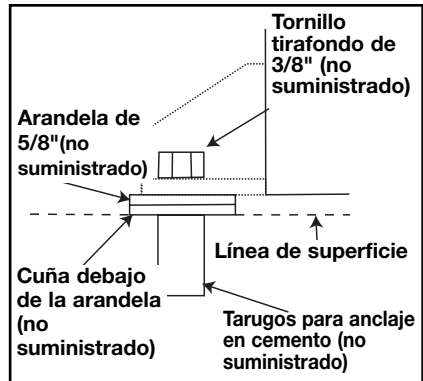 Tornillo
tirafondo de
3/8" (no
suministrado)
Arandela de
5/8"(no
suministrado)
Línea de superficie
Cuña debajo
de la arandela
(no
suministrado)
Tarugos para anclaje
en cemento (no
suministrado)